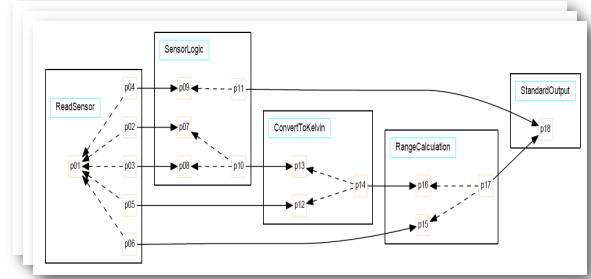 SensorLogic
StandardOutput
ReadSensor
p04
p09
p11
p18
ConvertToKelvin
p02
p07
RangeCalculation
p01
p03
p08
p10
p13
p14
p16
p17
p05
p12
p15
p06